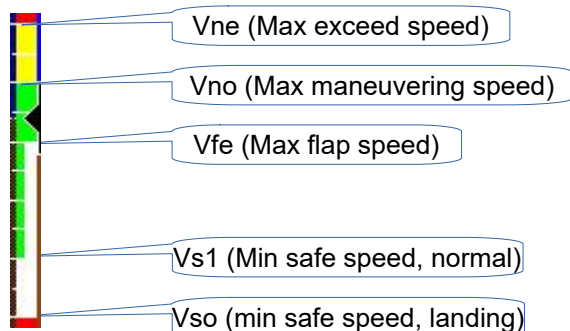 Vne (Max exceed speed)
Vno (Max maneuvering speed)
Vfe (Max flap speed)
Vs1 (Min safe speed, normal)
Vso (min safe speed, landing)